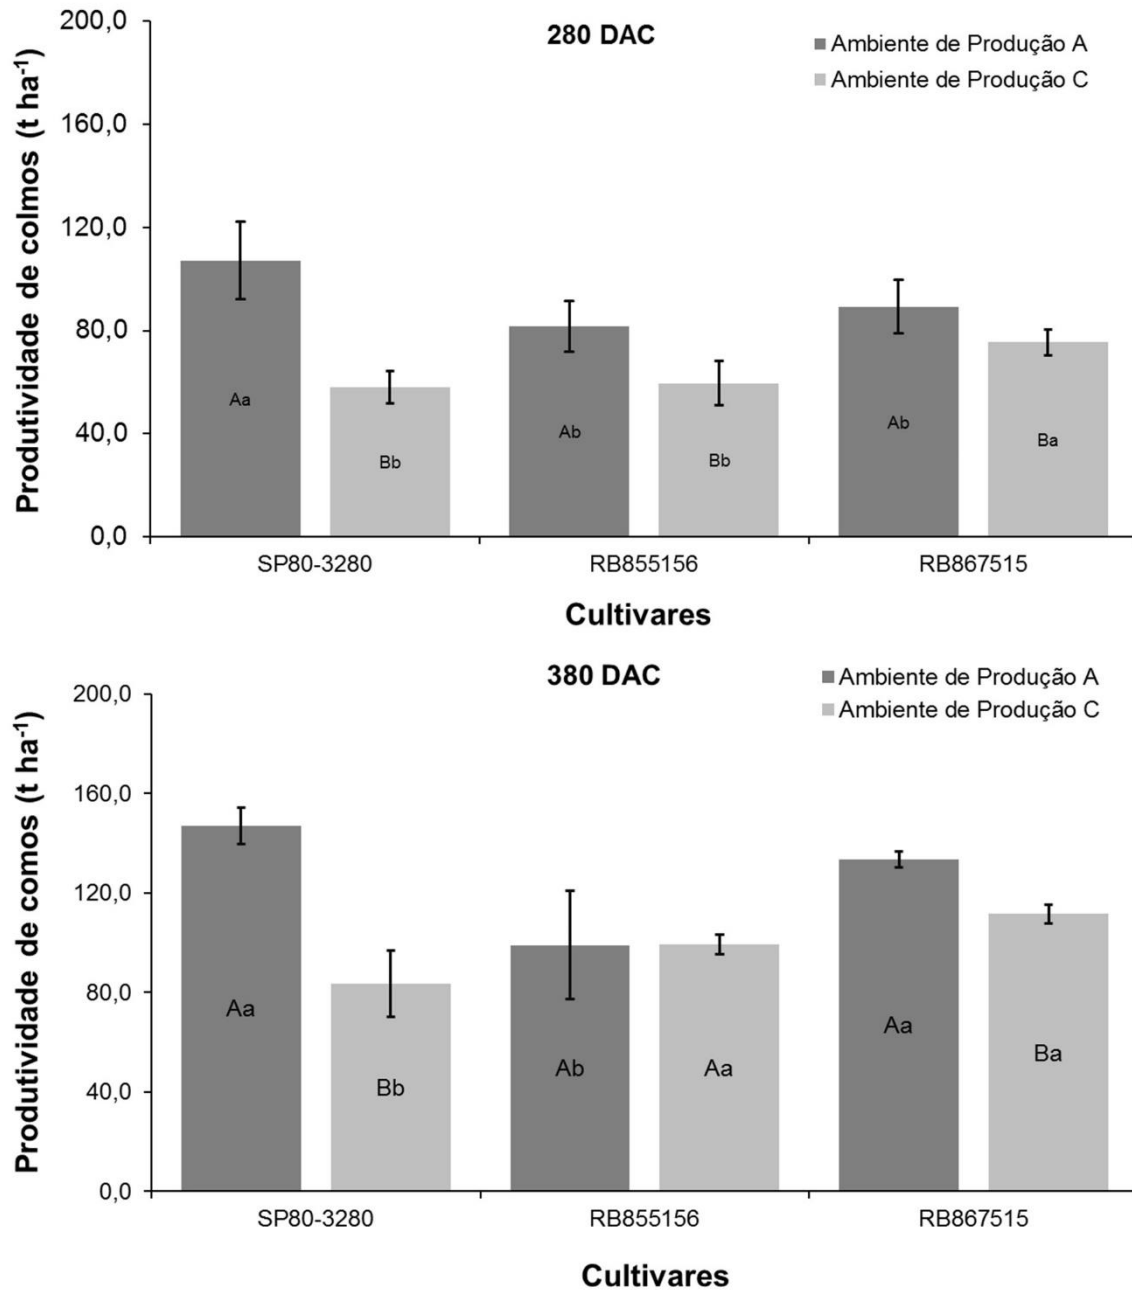 280 DAC
Ambiente de Produção A
Ambiente de Produção C
Produtividade de colmos (t ha⁻¹)
200,0
160,0
120,0
80,0
40,0
0,0
Aa
Bb
Ab
Bb
Ab
Ba
SP80-3280
RB855156
RB867515
Cultivares
380 DAC
Ambiente de Produção A
Ambiente de Produção C
Produtividade de comos (t ha⁻¹)
200,0
160,0
120,0
80,0
40,0
0,0
Aa
Bb
Ab
Aa
Aa
Ba
SP80-3280
RB855156
RB867515
Cultivares